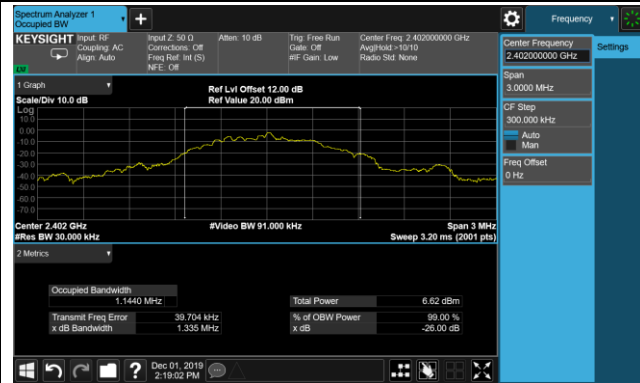 Spectrum Analyzer 1
Occupied BW
+
Frequency
KEYSIGHT
Input: RF
Coupling: AC
Align: Auto
Input Z: 50 Ω
Corrections: Off
Freq Ref: Int (S)
NFE: Off
Atten: 10 dB
Trig: Free Run
Gate: Off
#IF Gain: Low
Center Freq: 2.402000000 GHz
Avg|Hold:>10/10
Radio Std: None
Center Frequency
2.402000000 GHz
Settings
Span
3.0000 MHz
CF Step
300.000 kHz
Auto
Man
Freq Offset
0 Hz
1 Graph
Scale/Div 10.0 dB
Ref Lvl Offset 12.00 dB
Ref Value 20.00 dBm
Log
10.0
0.00
-10.0
-20.0
-30.0
-40.0
-50.0
-60.0
-70.0
Center 2.402 GHz
#Video BW 91.000 kHz
Span 3 MHz
#Res BW 30.000 kHz
Sweep 3.20 ms (2001 pts)
2 Metrics
Occupied Bandwidth
1.1440 MHz
Total Power
6.62 dBm
Transmit Freq Error
39.704 kHz
% of OBW Power
99.00 %
x dB Bandwidth
1.335 MHz
x dB
-26.00 dB
?
Dec 01, 2019
2:19:02 PM